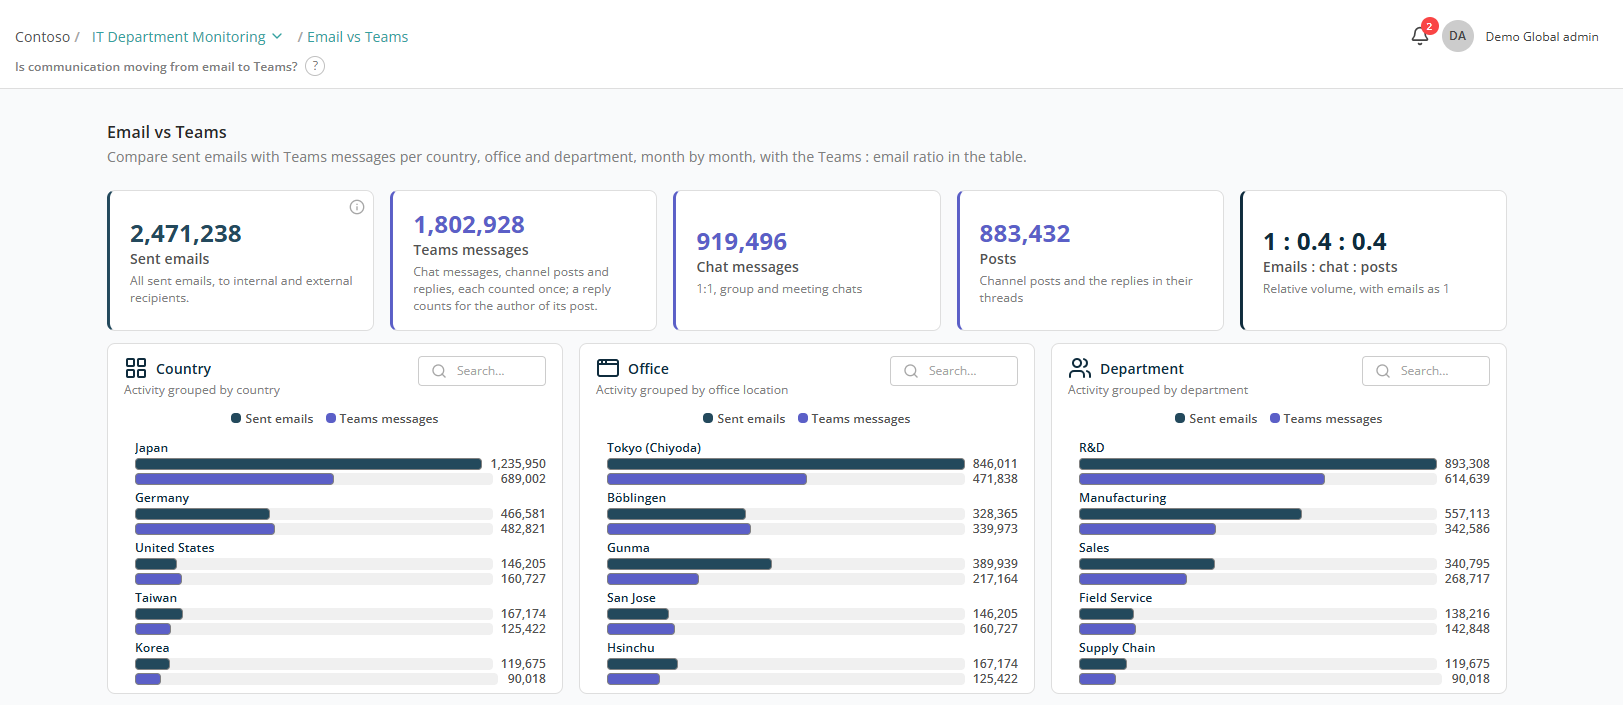 Contoso / IT Department Monitoring / Email vs Teams
2
DA
Demo Global admin
Is communication moving from email to Teams? ?
Email vs Teams
Compare sent emails with Teams messages per country, office and department, month by month, with the Teams : email ratio in the table.
2,471,238
Sent emails
All sent emails, to internal and external
recipients.
1,802,928
Teams messages
Chat messages, channel posts and
replies, each counted once; a reply
counts for the author of its post.
919,496
Chat messages
1:1, group and meeting chats
883,432
Posts
Channel posts and the replies in their
threads
1 : 0.4 : 0.4
Emails : chat : posts
Relative volume, with emails as 1
Country
Search...
Activity grouped by country
Sent emails Teams messages
Japan
1,235,950
689,002
Germany
466,581
482,821
United States
146,205
160,727
Taiwan
167,174
125,422
Korea
119,675
90,018
Office
Search...
Activity grouped by office location
Sent emails Teams messages
Tokyo (Chiyoda)
846,011
471,838
Böblingen
328,365
339,973
Gunma
389,939
217,164
San Jose
146,205
160,727
Hsinchu
167,174
125,422
Department
Search...
Activity grouped by department
Sent emails Teams messages
R&D
893,308
614,639
Manufacturing
557,113
342,586
Sales
340,795
268,717
Field Service
138,216
142,848
Supply Chain
119,675
90,018